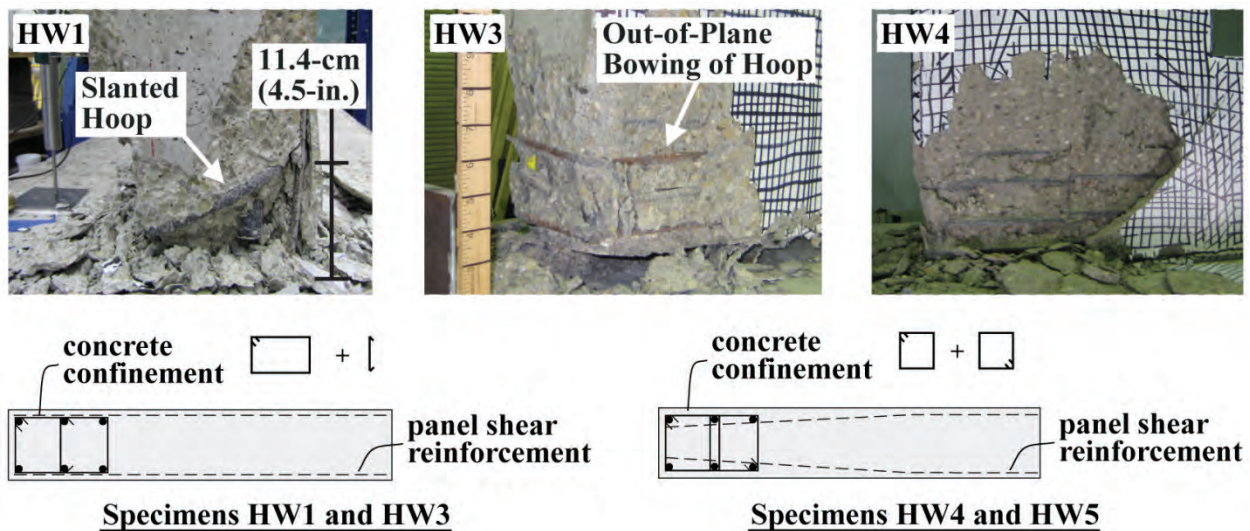 HW1
11.4-cm
(4.5-in.)
Slanted
Hoop
HW3
Out-of-Plane
Bowing of Hoop
HW4
concrete
confinement
+
panel shear
reinforcement
Specimens HW1 and HW3
concrete
confinement
+
panel shear
reinforcement
Specimens HW4 and HW5